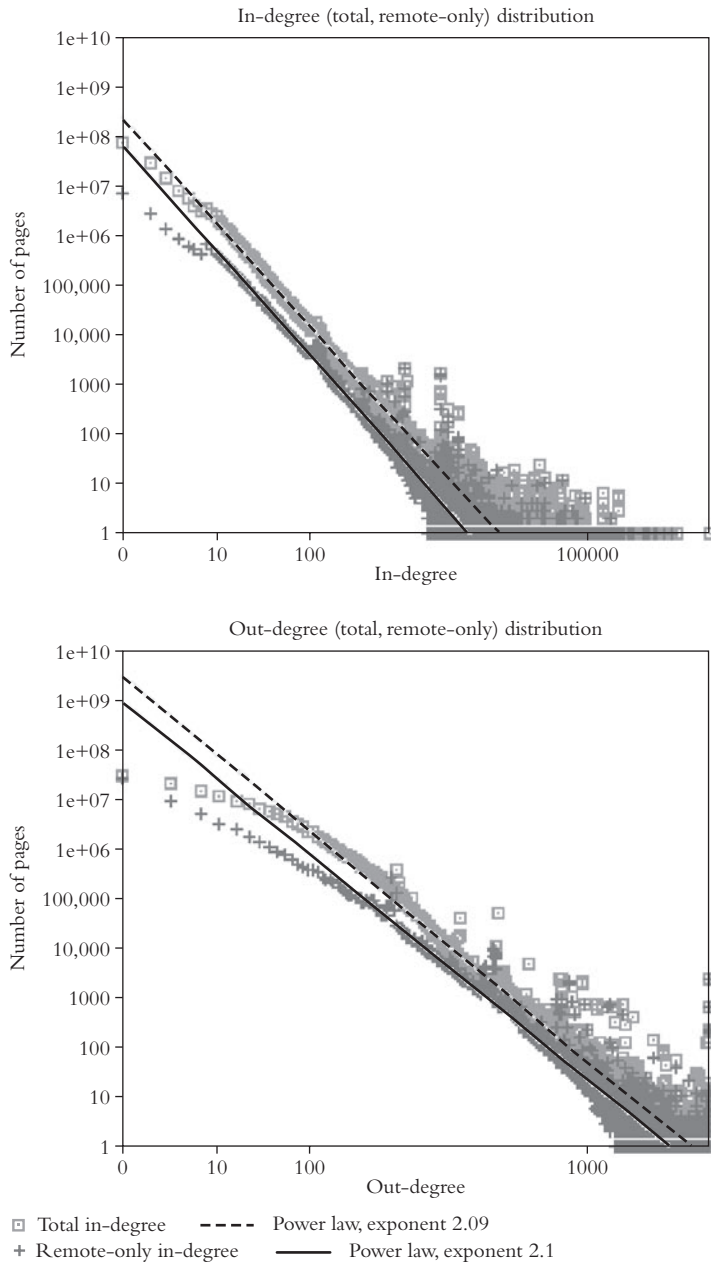 In-degree (total, remote-only) distribution
1e+10
1e+09
1e+08
1e+07
1e+06
100,000
10,000
1000
100
10
1
Number of pages
0 10 100 100000
In-degree
Out-degree (total, remote-only) distribution
1e+10
1e+09
1e+08
1e+07
1e+06
100,000
10,000
1000
100
10
1
Number of pages
0 10 100 1000
Out-degree
Total in-degree Power law, exponent 2.09
Remote-only in-degree Power law, exponent 2.1